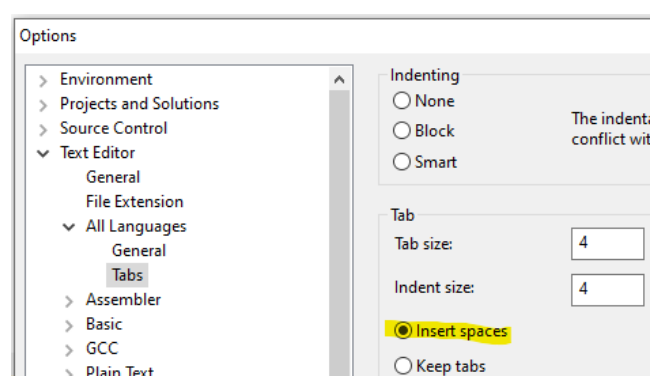 Options
Environment
Projects and Solutions
Source Control
Text Editor
General
File Extension
All Languages
General
Tabs
Assembler
Basic
GCC
Plain Text
Indenting
None
Block
Smart
The indenta
conflict wit
Tab
Tab size:
4
Indent size:
4
Insert spaces
Keep tabs